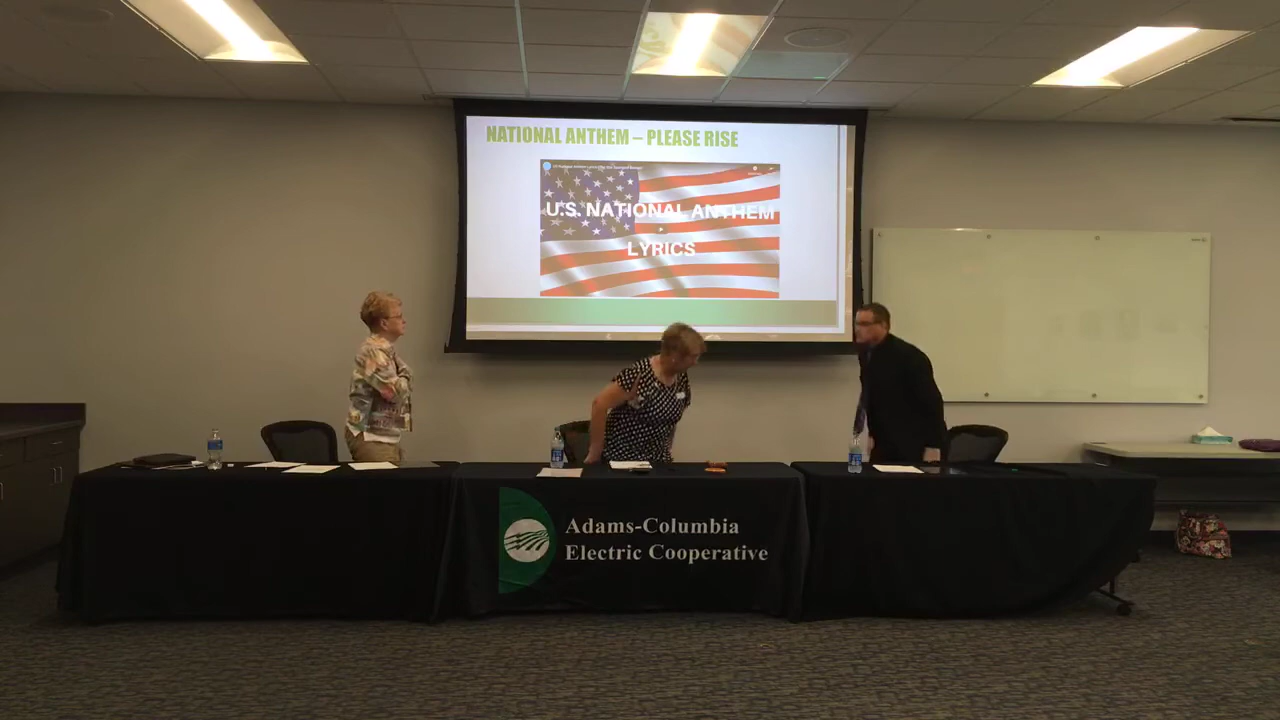 NATIONAL ANTHEM – PLEASE RISE
U.S. NATIONAL ANTHEM
LYRICS
Adams-Columbia
Electric Cooperative